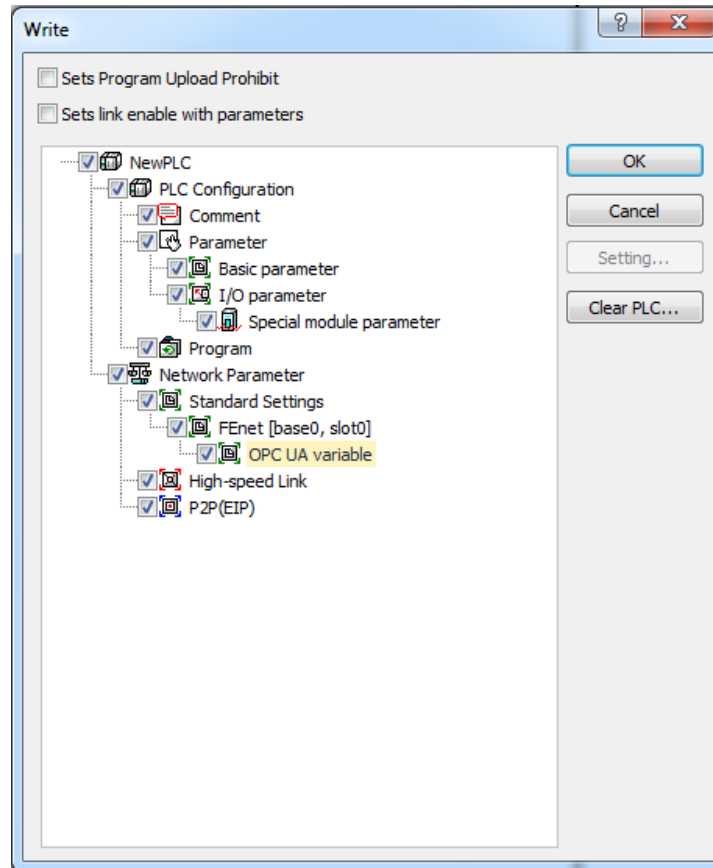 Write
Sets Program Upload Prohibit
Sets link enable with parameters
NewPLC
PLC Configuration
Comment
Parameter
Basic parameter
I/O parameter
Special module parameter
Program
Network Parameter
Standard Settings
FEnet [base0, slot0]
OPC UA variable
High-speed Link
P2P(EIP)
OK
Cancel
Setting...
Clear PLC...